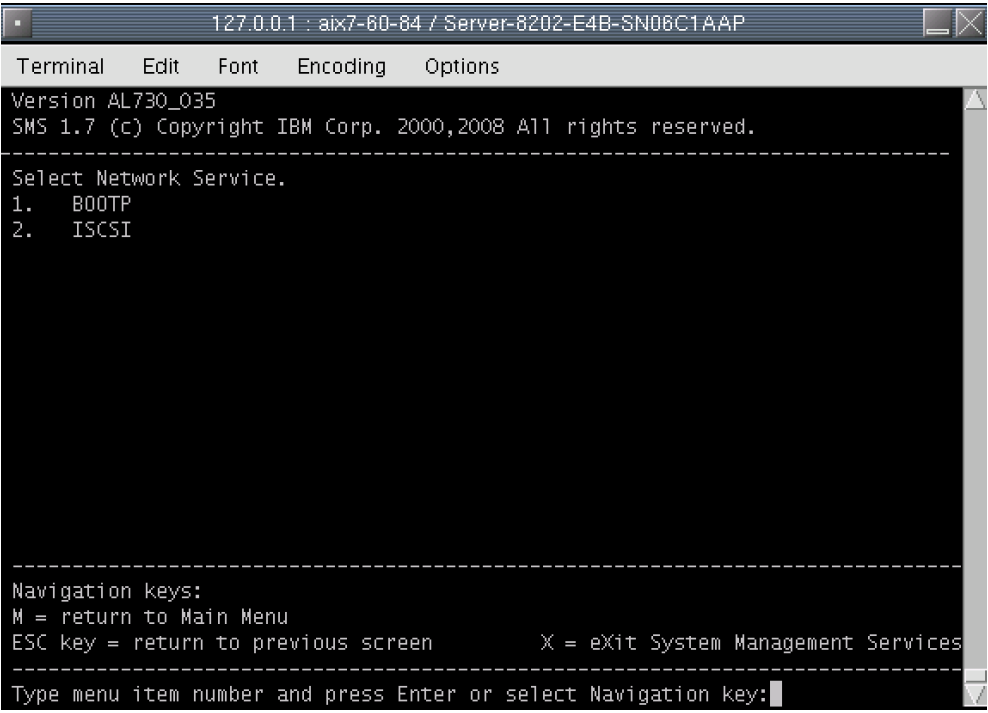 127.0.0.1 : aix7-60-84 / Server-8202-E4B-SN06C1AAP
Terminal Edit Font Encoding Options
Version AL730_035
SMS 1.7 (c) Copyright IBM Corp. 2000,2008 All rights reserved.
-------------------------------------------------------------------------------
Select Network Service.
1. BOOTP
2. ISCSI
-------------------------------------------------------------------------------
Navigation keys:
M = return to Main Menu
ESC key = return to previous screen X = eXit System Management Services
-------------------------------------------------------------------------------
Type menu item number and press Enter or select Navigation key: